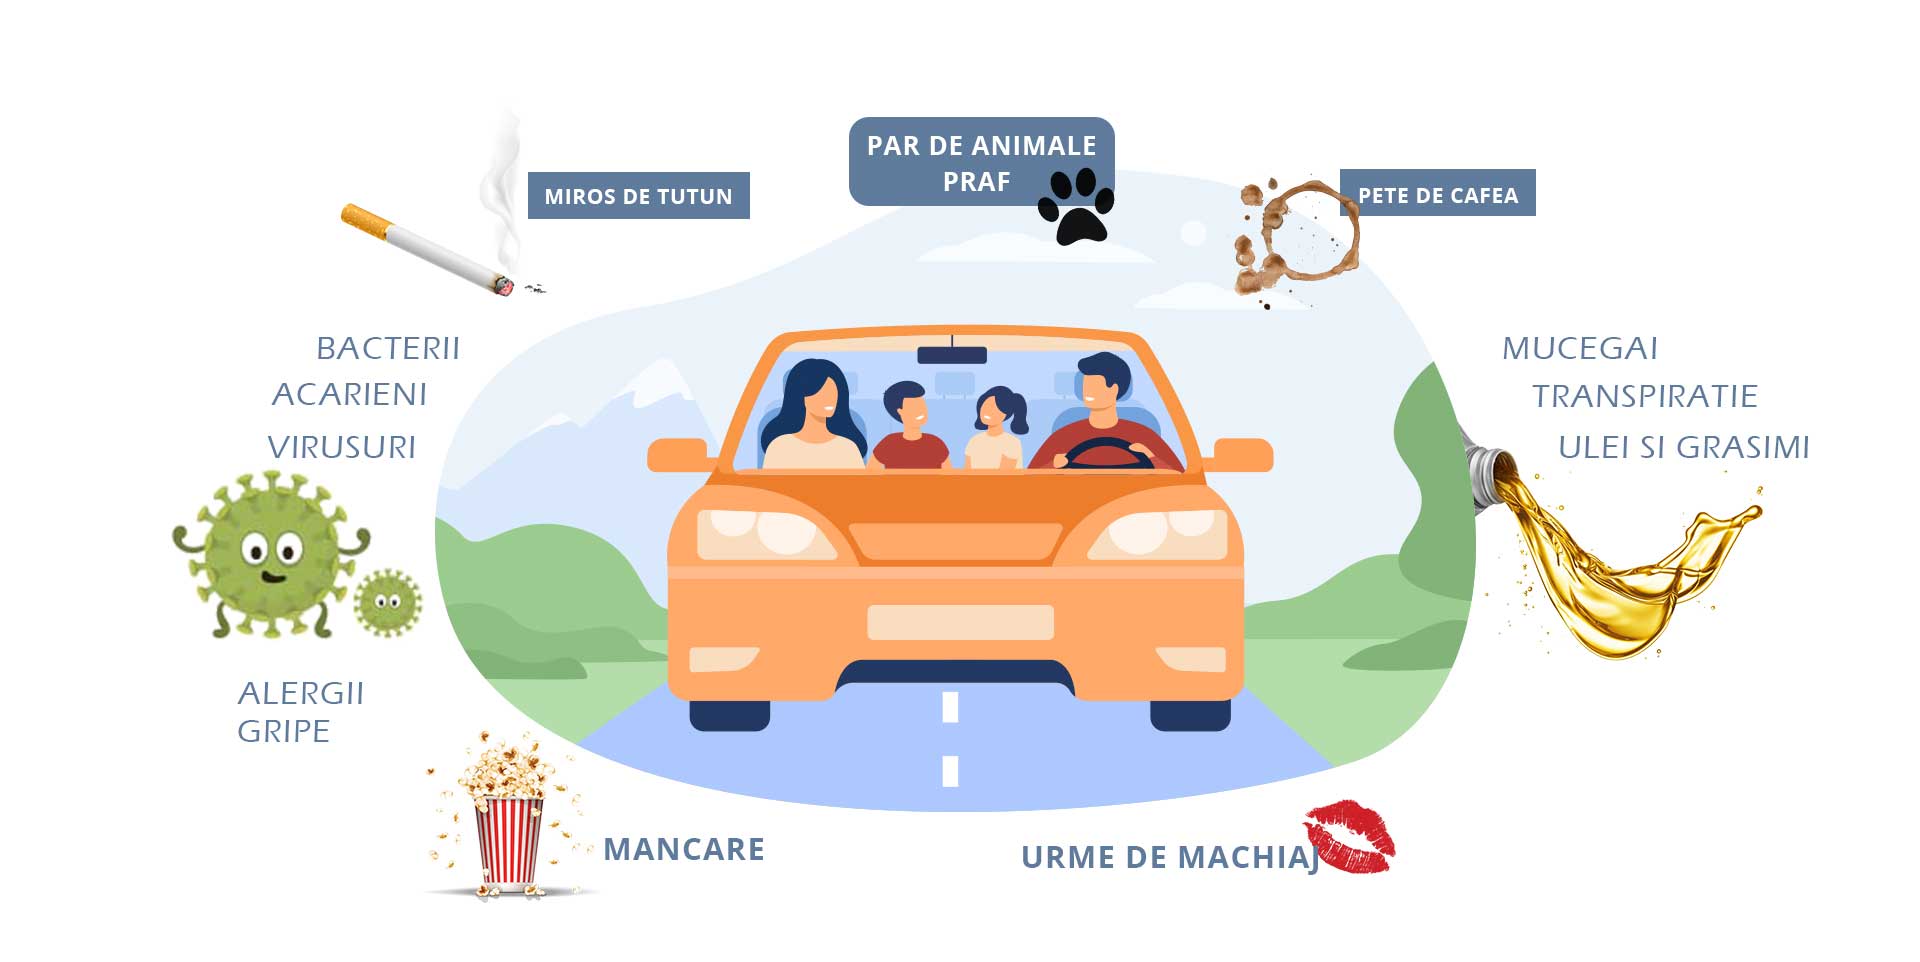 PAR DE ANIMALE
PRAF
MIROS DE TUTUN
PETE DE CAFEA
BACTERII
ACARIENI
VIRUSURI
MUCEGAI
TRANSPIRATIE
ULEI SI GRASIMI
ALERGII
GRIPE
MANCARE
URME DE MACHIAJ